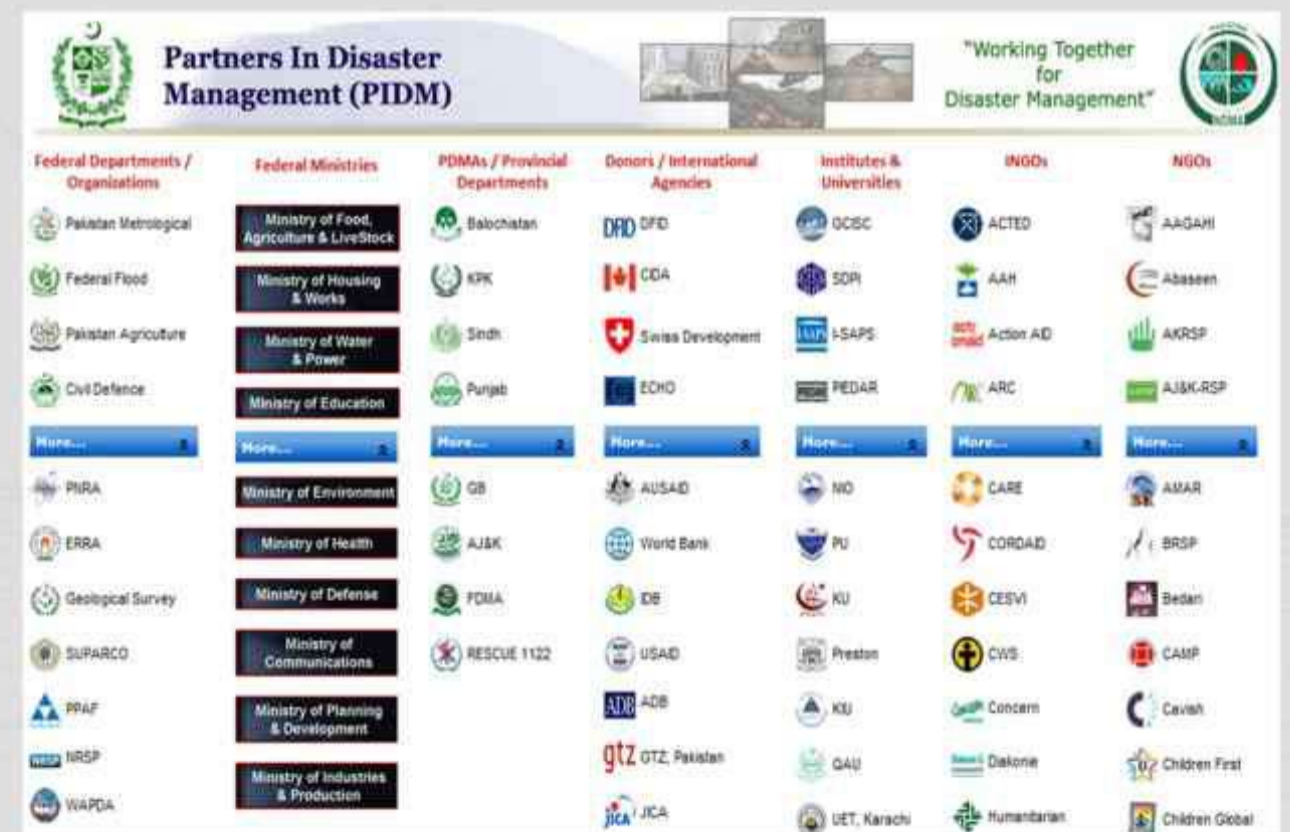 Partners In Disaster
Management (PIDM)
"Working Together
for
Disaster Management"
NDMA
Federal Departments /
Organizations
Pakistan Metrological
Federal Flood
Pakistan Agriculture
Civil Defence
More...
PNRA
ERRA
Geological Survey
SUPARCO
PPAF
NRSP
WAPDA
Federal Ministries
Ministry of Food,
Agriculture & LiveStock
Ministry of Housing
& Works
Ministry of Water
& Power
Ministry of Education
More...
Ministry of Environment
Ministry of Health
Ministry of Defense
Ministry of
Communications
Ministry of Planning
& Development
Ministry of Industries
& Production
PDMAs / Provincial
Departments
Balochistan
KPK
Sindh
Punjab
More...
GB
AJ&K
FDMA
RESCUE 1122
Donors / International
Agencies
DFID DFID
CIDA
Swiss Development
ECHO
More...
AUSAID
World Bank
IDB
USAID
ADB ADB
gtz GTZ, Pakistan
JICA JICA
Institutes &
Universities
GCISC
SDPI
I-SAPS
PEDAR
More...
NIO
PU
KU
Preston
KIU
QAU
UET, Karachi
INGOs
ACTED
AAH
Action AID
ARC
More...
CARE
CORDAID
CESVI
CWS
Concern
Diakonie
Humanitarian
NGOs
AAGAHI
Abaseen
AKRSP
AJ&K-RSP
More...
AMAR
BRSP
Bedari
CAMP
Cavish
Children First
Children Global